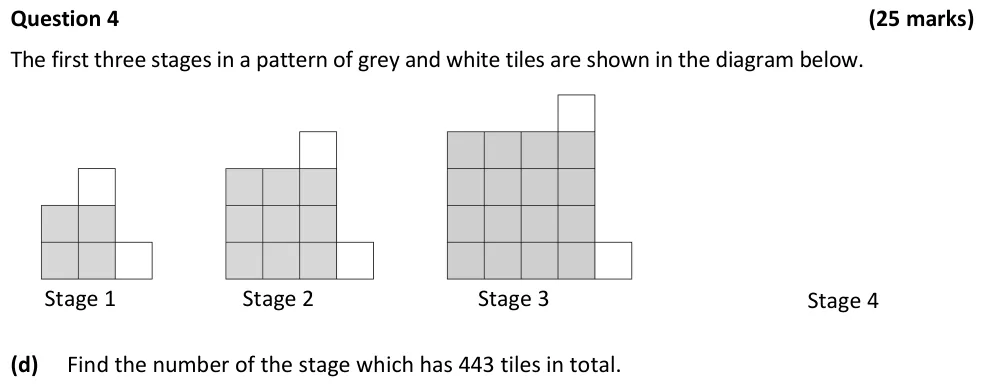 Question 4 (25 marks)
The first three stages in a pattern of grey and white tiles are shown in the diagram below.
Stage 1 Stage 2 Stage 3 Stage 4
(d) Find the number of the stage which has 443 tiles in total.